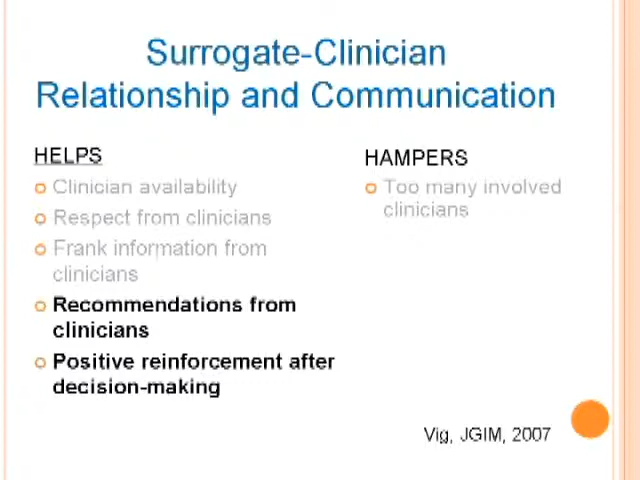 Surrogate-Clinician
Relationship and Communication
HELPS
Clinician availability
Respect from clinicians
Frank information from
clinicians
Recommendations from
clinicians
Positive reinforcement after
decision-making
HAMPERS
Too many involved
clinicians
Vig, JGIM, 2007